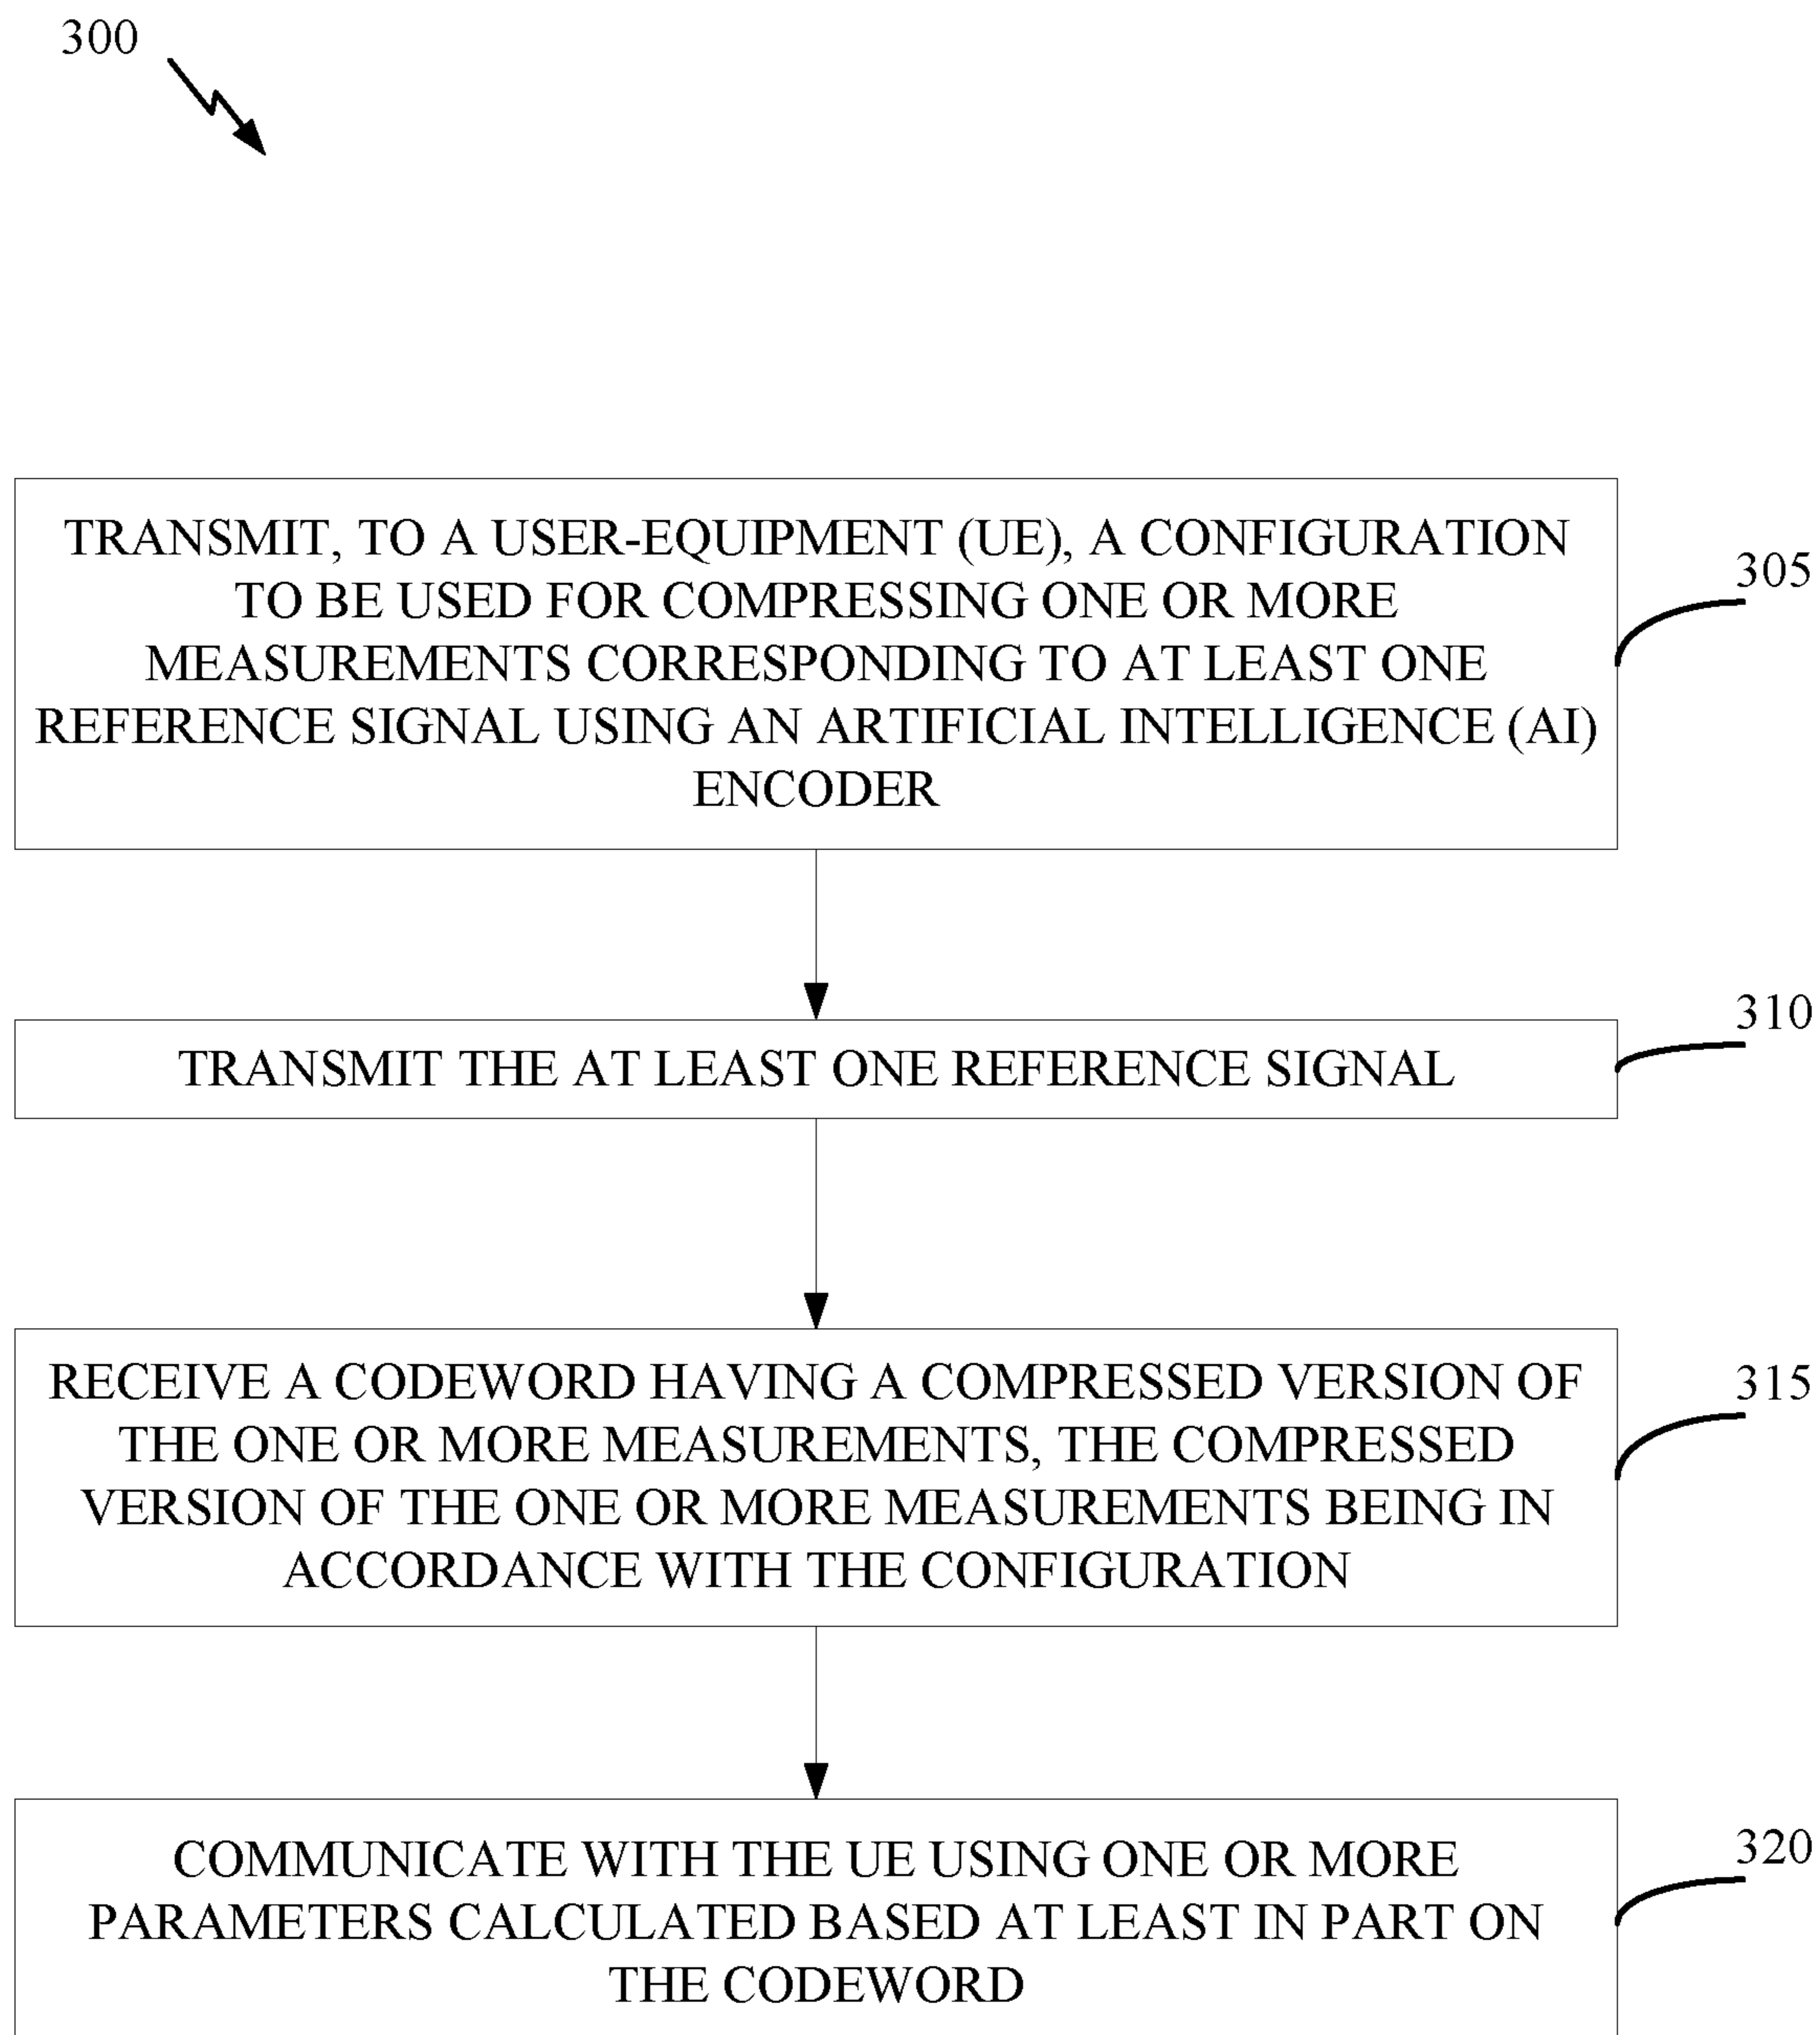 300
TRANSMIT, TO A USER-EQUIPMENT (UE), A CONFIGURATION
TO BE USED FOR COMPRESSING ONE OR MORE
MEASUREMENTS CORRESPONDING TO AT LEAST ONE
REFERENCE SIGNAL USING AN ARTIFICIAL INTELLIGENCE (AI)
ENCODER
305
TRANSMIT THE AT LEAST ONE REFERENCE SIGNAL
310
RECEIVE A CODEWORD HAVING A COMPRESSED VERSION OF
THE ONE OR MORE MEASUREMENTS, THE COMPRESSED
VERSION OF THE ONE OR MORE MEASUREMENTS BEING IN
ACCORDANCE WITH THE CONFIGURATION
315
COMMUNICATE WITH THE UE USING ONE OR MORE
PARAMETERS CALCULATED BASED AT LEAST IN PART ON
THE CODEWORD
320